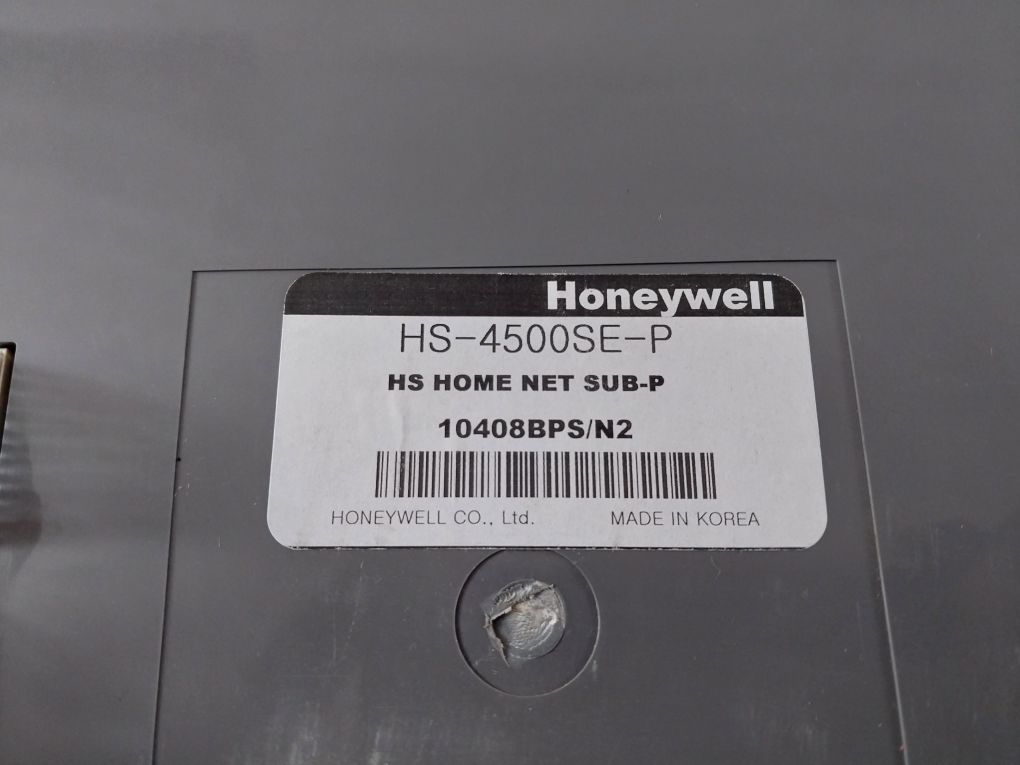 Honeywell
HS-4500SE-P
HS HOME NET SUB-P
10408BPS/N2
HONEYWELL CO., Ltd. MADE IN KOREA